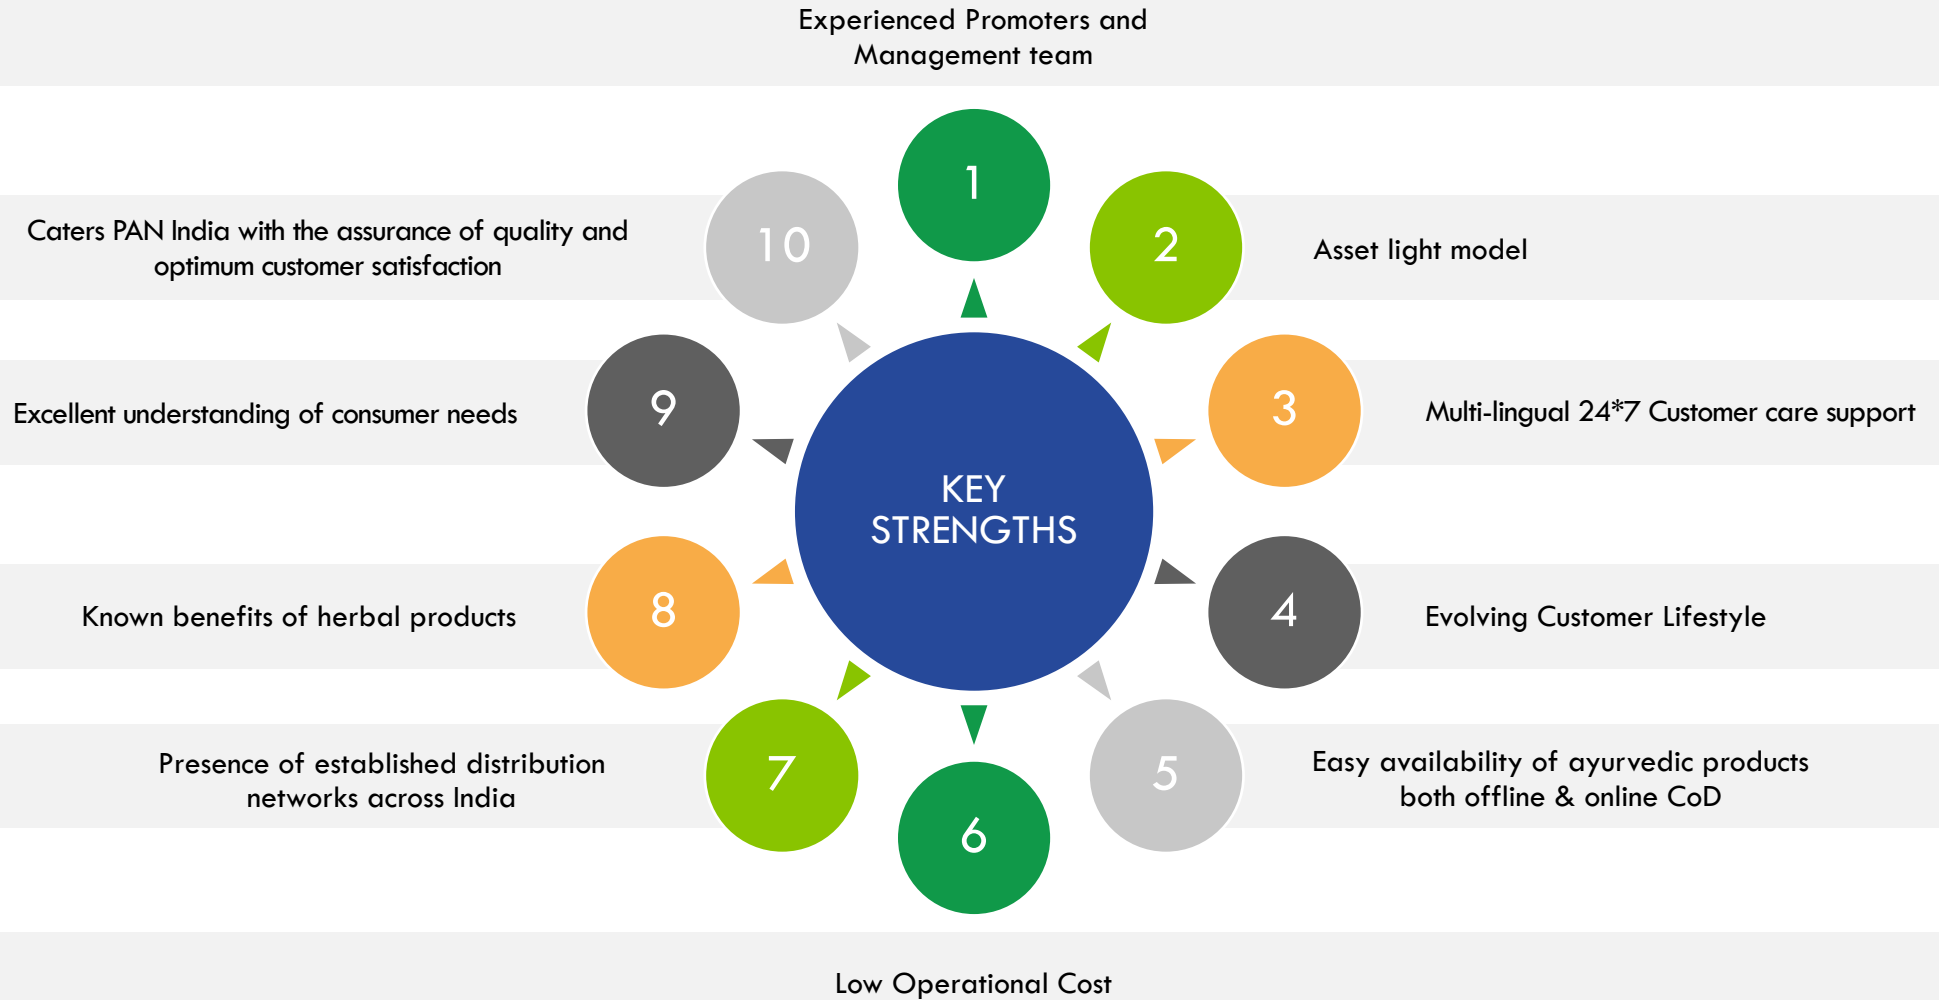 Experienced Promoters and
Management team
1
2
Asset light model
3
Multi-lingual 24*7 Customer care support
4
Evolving Customer Lifestyle
5
Easy availability of ayurvedic products
both offline & online CoD
6
Low Operational Cost
7
Presence of established distribution
networks across India
8
Known benefits of herbal products
9
Excellent understanding of consumer needs
10
Caters PAN India with the assurance of quality and
optimum customer satisfaction
KEY
STRENGTHS